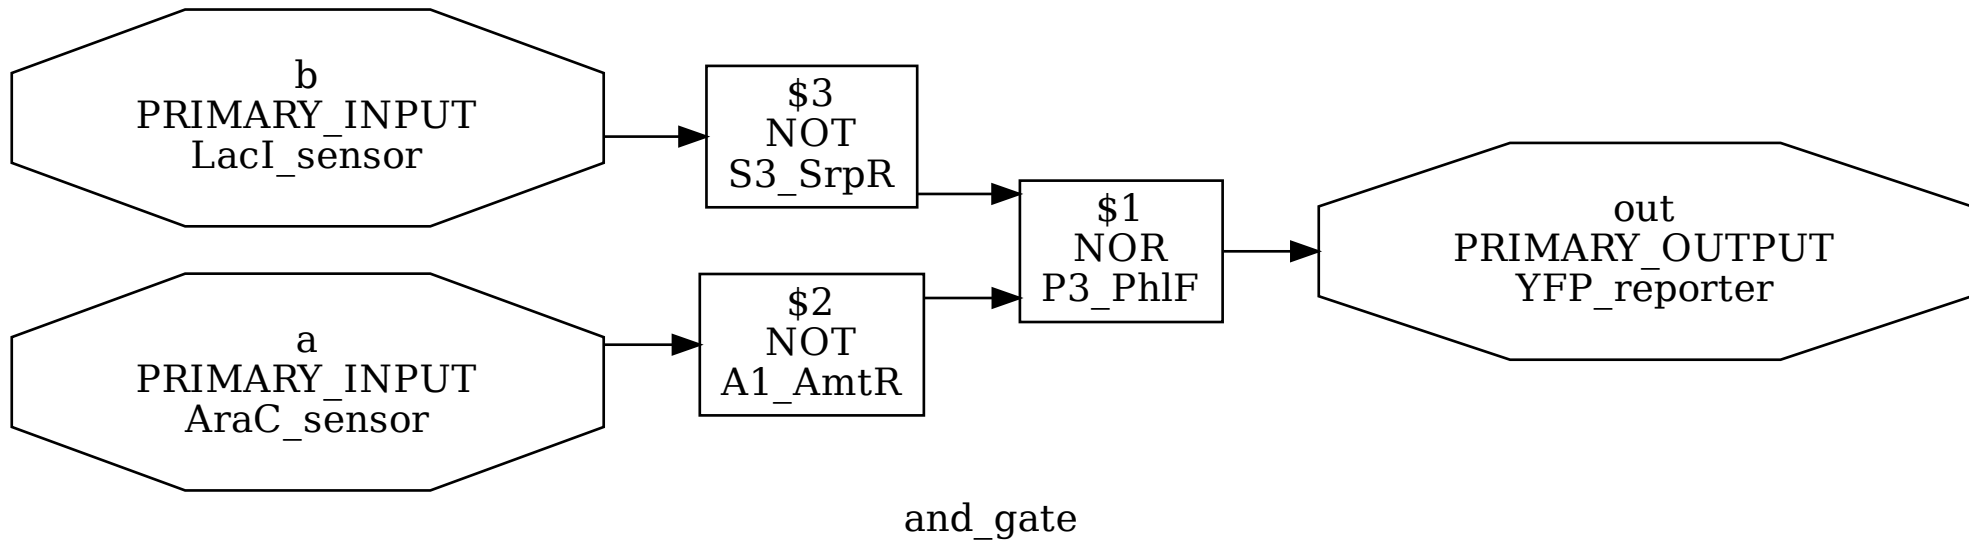 b
PRIMARY_INPUT
LacI_sensor
$3
NOT
S3_SrpR
a
PRIMARY_INPUT
AraC_sensor
$2
NOT
A1_AmtR
$1
NOR
P3_PhlF
out
PRIMARY_OUTPUT
YFP_reporter
and_gate